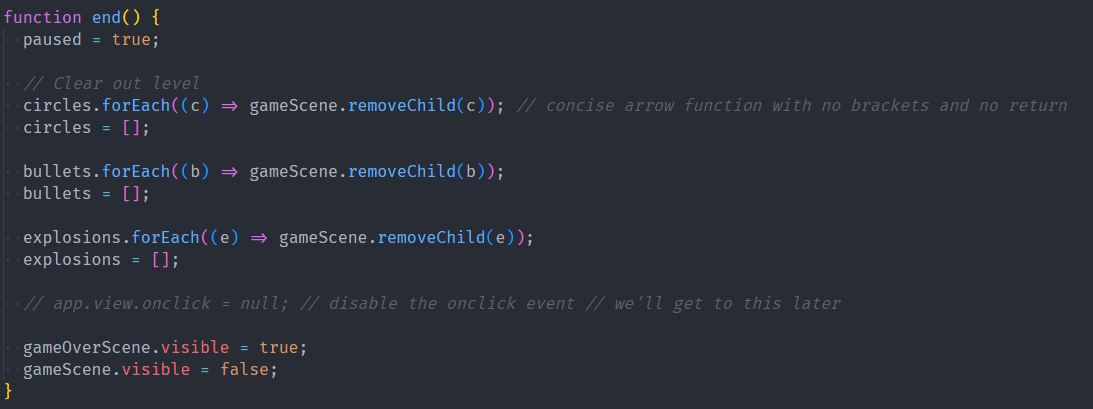 function end() {
  paused = true;

  // Clear out level
  circles.forEach((c) => gameScene.removeChild(c)); // concise arrow function with no brackets and no return
  circles = [];

  bullets.forEach((b) => gameScene.removeChild(b));
  bullets = [];

  explosions.forEach((e) => gameScene.removeChild(e));
  explosions = [];

  // app.view.onclick = null; // disable the onclick event // we'll get to this later

  gameOverScene.visible = true;
  gameScene.visible = false;
}